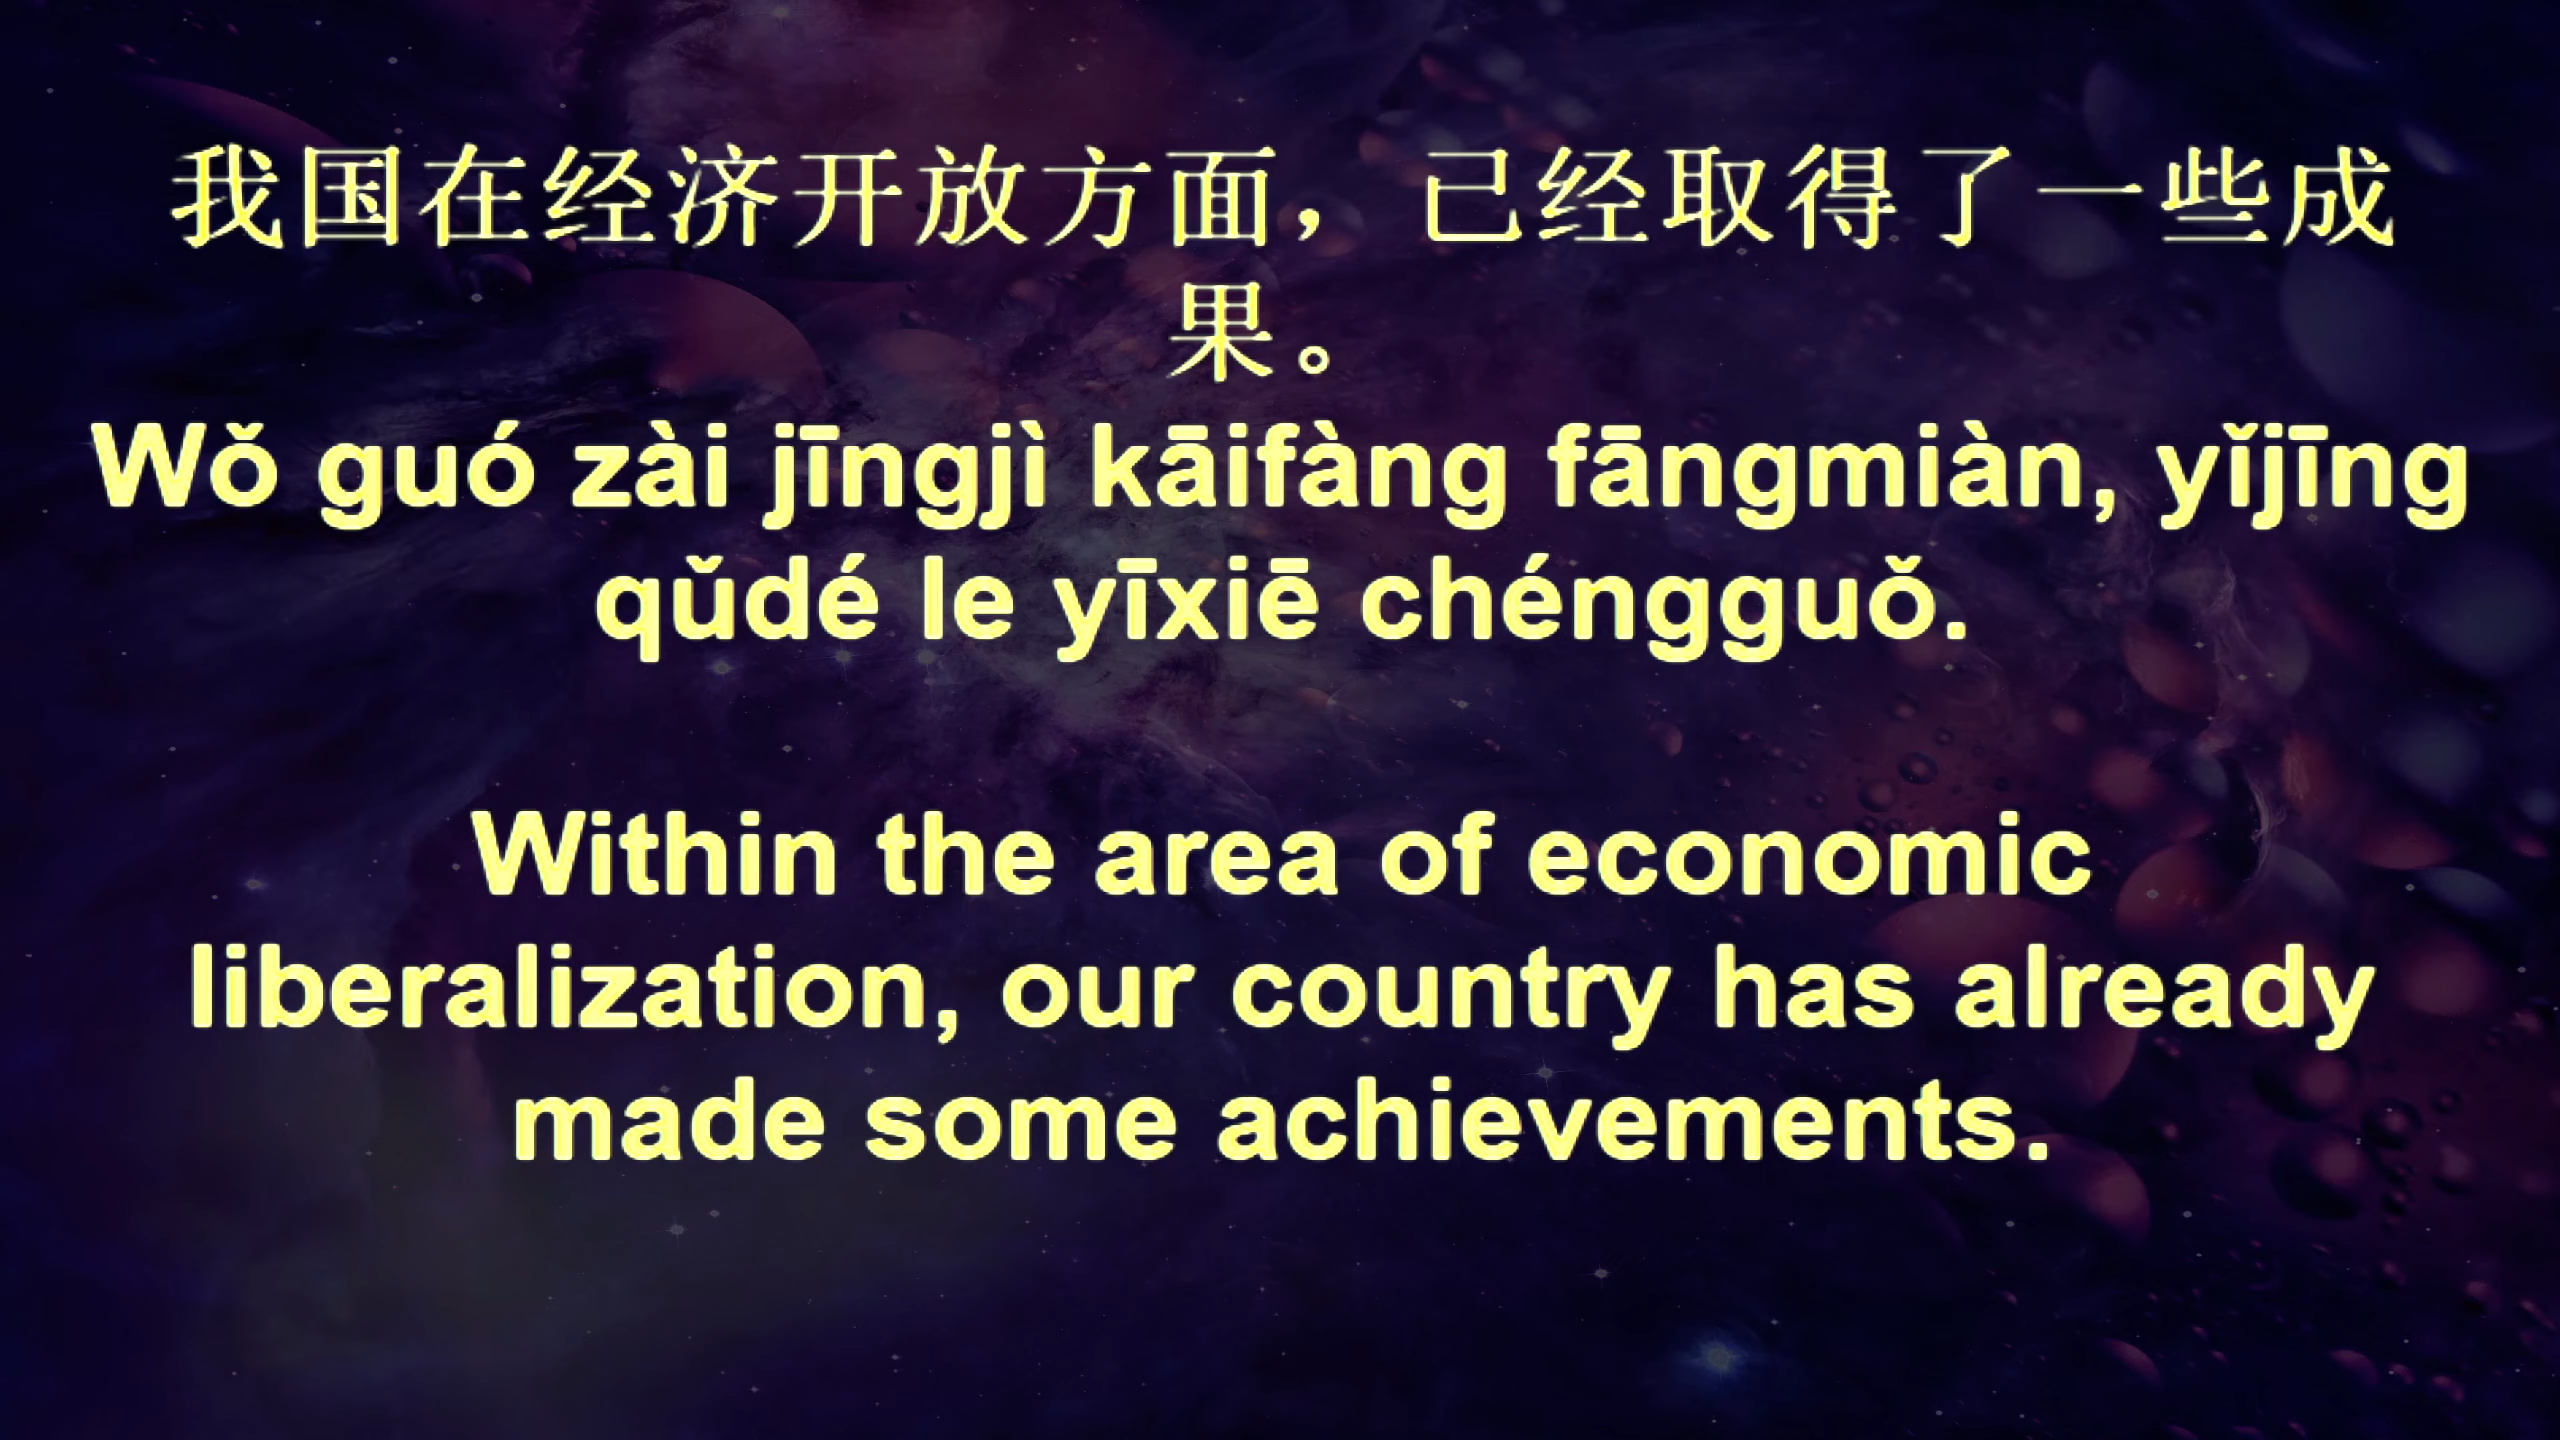 我国在经济开放方面，已经取得了一些成
果。
Wǒ guó zài jīngjì kāifàng fāngmiàn, yǐjīng
qǔdé le yīxiē chéngguǒ.
Within the area of economic
liberalization, our country has already
made some achievements.